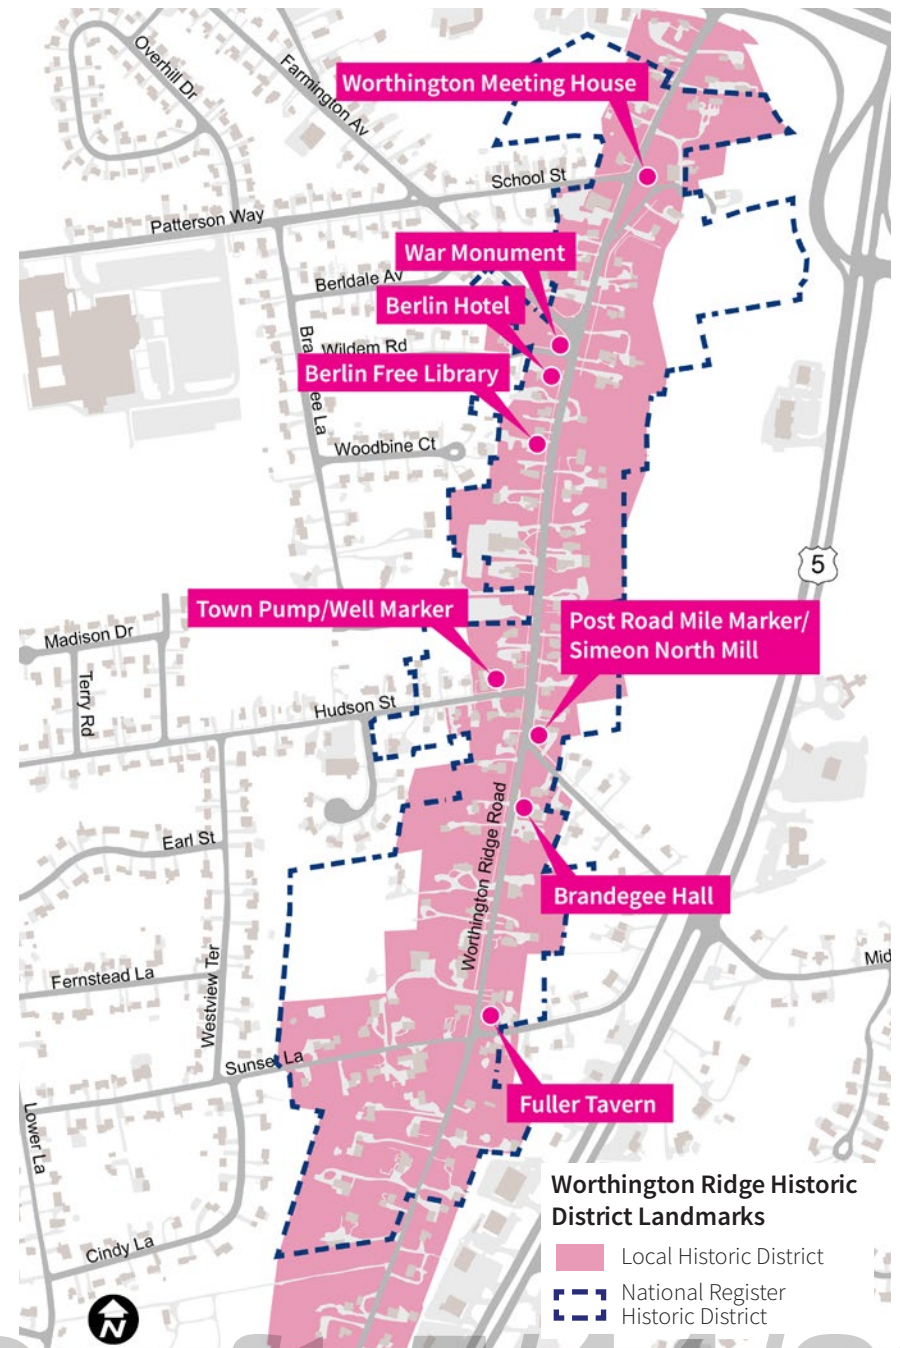 Overhill Dr
Farmington Av
Worthington Meeting House
School St
Patterson Way
War Monument
Berldale Av
Berlin Hotel
Wildem Rd
Bra
Berlin Free Library
ee La
Woodbine Ct
5
Town Pump/Well Marker
Post Road Mile Marker/
Simeon North Mill
Madison Dr
Terry Rd
Hudson St
Worthington Ridge Road
Earl St
Brandegee Hall
Mid
Fernstead La
Westview Ter
Sunset La
Fuller Tavern
Lower La
Cindy La
Worthington Ridge Historic
District Landmarks
Local Historic District
National Register
Historic District
N